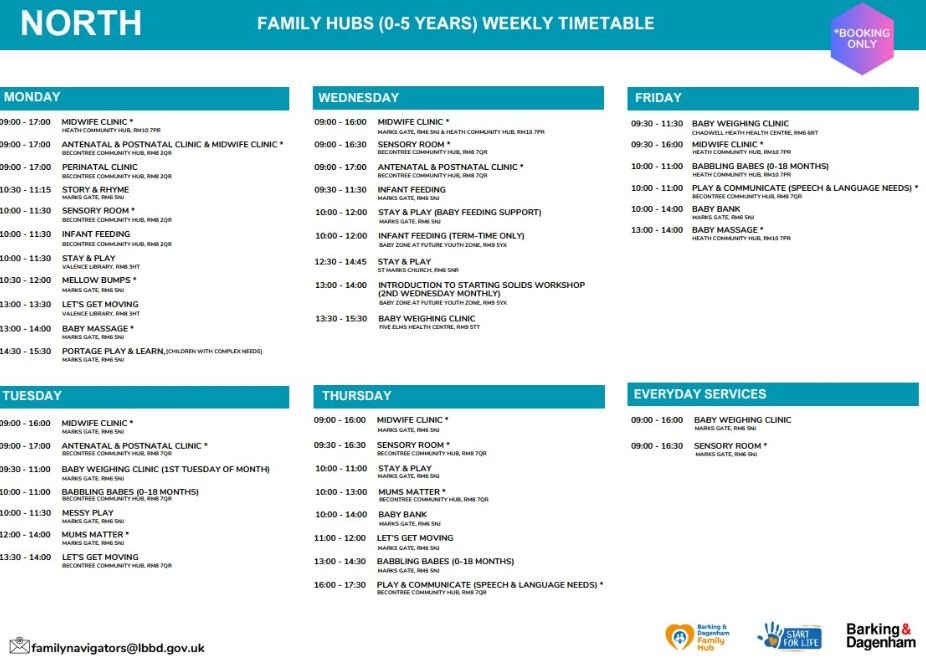 NORTH
FAMILY HUBS (0-5 YEARS) WEEKLY TIMETABLE
*BOOKING
ONLY
MONDAY
09:00 - 17:00 MIDWIFE CLINIC *
HEATH COMMUNITY HUB, RM10 7PR
09:00 - 17:00 ANTENATAL & POSTNATAL CLINIC & MIDWIFE CLINIC *
BECONTREE COMMUNITY HUB, RM8 2QR
09:00 - 17:00 PERINATAL CLINIC
BECONTREE COMMUNITY HUB, RM8 2QR
10:30 - 11:15 STORY & RHYME
MARKS GATE, RM6 5NJ
10:00 - 11:30 SENSORY ROOM *
BECONTREE COMMUNITY HUB, RM8 2QR
10:00 - 11:30 INFANT FEEDING
BECONTREE COMMUNITY HUB, RM8 2QR
10:00 - 11:30 STAY & PLAY
VALENCE LIBRARY, RM8 3HT
10:30 - 12:00 MELLOW BUMPS *
MARKS GATE, RM6 5NJ
13:00 - 13:30 LET'S GET MOVING
VALENCE LIBRARY, RM8 3HT
13:00 - 14:00 BABY MASSAGE *
MARKS GATE, RM6 5NJ
14:30 - 15:30 PORTAGE PLAY & LEARN,(CHILDREN WITH COMPLEX NEEDS)
MARKS GATE, RM6 5NJ
TUESDAY
09:00 - 16:00 MIDWIFE CLINIC *
MARKS GATE, RM6 5NJ
09:00 - 17:00 ANTENATAL & POSTNATAL CLINIC *
BECONTREE COMMUNITY HUB, RM8 7QR
09:30 - 11:00 BABY WEIGHING CLINIC (1ST TUESDAY OF MONTH)
MARKS GATE, RM6 5NJ
10:00 - 11:00 BABBLING BABES (0-18 MONTHS)
BECONTREE COMMUNITY HUB, RM8 7QR
10:00 - 11:30 MESSY PLAY
MARKS GATE, RM6 5NJ
12:00 - 14:00 MUMS MATTER *
MARKS GATE, RM6 5NJ
13:30 - 14:00 LET'S GET MOVING
BECONTREE COMMUNITY HUB, RM8 7QR
WEDNESDAY
09:00 - 16:00 MIDWIFE CLINIC *
MARKS GATE, RM6 5NJ & HEATH COMMUNITY HUB, RM10 7PR
09:00 - 16:30 SENSORY ROOM *
BECONTREE COMMUNITY HUB, RM8 7QR
09:00 - 17:00 ANTENATAL & POSTNATAL CLINIC *
BECONTREE COMMUNITY HUB, RM8 7QR
09:30 - 11:30 INFANT FEEDING
MARKS GATE, RM6 5NJ
10:00 - 12:00 STAY & PLAY (BABY FEEDING SUPPORT)
MARKS GATE, RM6 5NJ
10:00 - 12:00 INFANT FEEDING (TERM-TIME ONLY)
BABY ZONE AT FUTURE YOUTH ZONE, RM9 5YX
12:30 - 14:45 STAY & PLAY
ST MARKS CHURCH, RM6 5NR
13:00 - 14:00 INTRODUCTION TO STARTING SOLIDS WORKSHOP
(2ND WEDNESDAY MONTHLY)
BABY ZONE AT FUTURE YOUTH ZONE, RM9 5YX
13:30 - 15:30 BABY WEIGHING CLINIC
FIVE ELMS HEALTH CENTRE, RM9 5TT
THURSDAY
09:00 - 16:00 MIDWIFE CLINIC *
MARKS GATE, RM6 5NJ
09:30 - 16:30 SENSORY ROOM *
BECONTREE COMMUNITY HUB, RM8 7QR
10:00 - 11:00 STAY & PLAY
MARKS GATE, RM6 5NJ
10:00 - 13:00 MUMS MATTER *
BECONTREE COMMUNITY HUB, RM8 7QR
10:00 - 14:00 BABY BANK
MARKS GATE, RM6 5NJ
11:00 - 12:00 LET'S GET MOVING
MARKS GATE, RM6 5NJ
13:00 - 14:30 BABBLING BABES (0-18 MONTHS)
MARKS GATE, RM6 5NJ
16:00 - 17:30 PLAY & COMMUNICATE (SPEECH & LANGUAGE NEEDS) *
BECONTREE COMMUNITY HUB, RM8 7QR
FRIDAY
09:30 - 11:30 BABY WEIGHING CLINIC
CHADWELL HEATH HEALTH CENTRE, RM6 6RT
09:30 - 16:00 MIDWIFE CLINIC *
HEATH COMMUNITY HUB, RM10 7PR
10:00 - 11:00 BABBLING BABES (0-18 MONTHS)
HEATH COMMUNITY HUB, RM10 7PR
10:00 - 11:00 PLAY & COMMUNICATE (SPEECH & LANGUAGE NEEDS) *
BECONTREE COMMUNITY HUB, RM8 7QR
10:00 - 14:00 BABY BANK
MARKS GATE, RM6 5NJ
13:00 - 14:00 BABY MASSAGE *
HEATH COMMUNITY HUB, RM10 7PR
EVERYDAY SERVICES
09:00 - 16:00 BABY WEIGHING CLINIC
MARKS GATE, RM6 5NJ
09:00 - 16:30 SENSORY ROOM *
MARKS GATE, RM6 5NJ
familynavigators@lbbd.gov.uk
Barking &
Dagenham
Family
Hub
START
FOR LIFE
Barking&
Dagenham